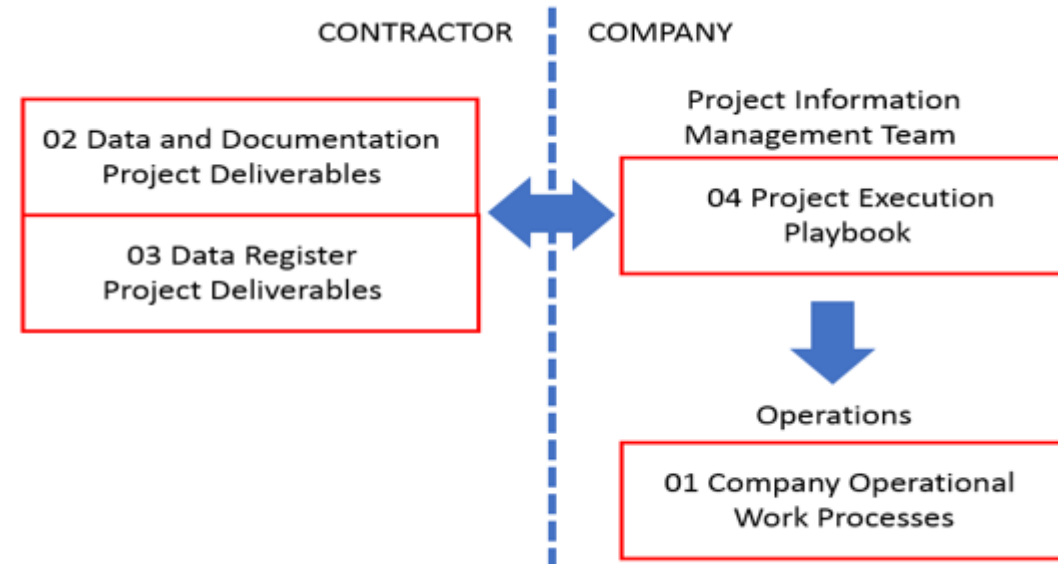 CONTRACTOR
COMPANY
02 Data and Documentation
Project Deliverables
03 Data Register
Project Deliverables
Project Information
Management Team
04 Project Execution
Playbook
Operations
01 Company Operational
Work Processes